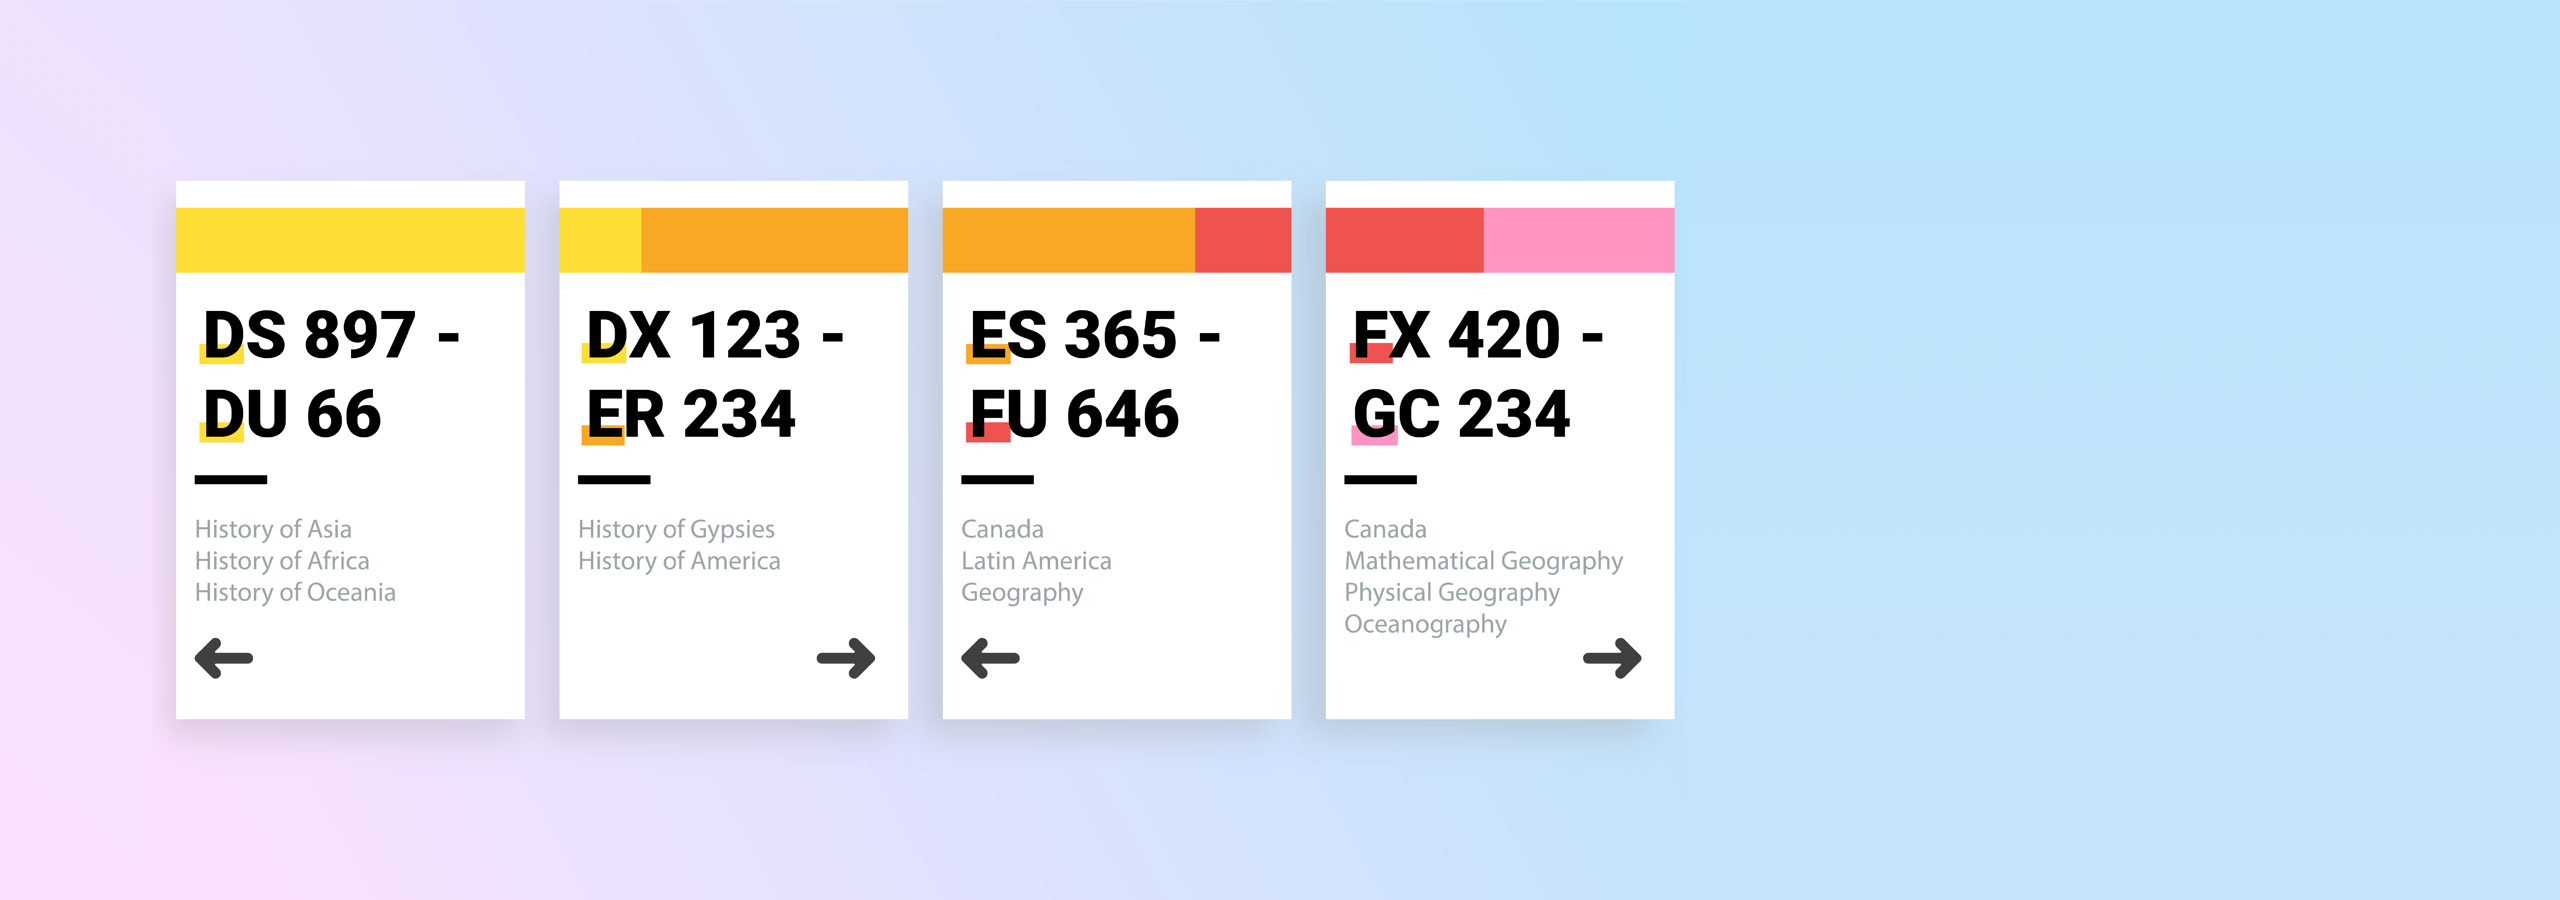 DS 897 -
DU 66
History of Asia
History of Africa
History of Oceania
DX 123 -
ER 234
History of Gypsies
History of America
ES 365 -
FU 646
Canada
Latin America
Geography
FX 420 -
GC 234
Canada
Mathematical Geography
Physical Geography
Oceanography